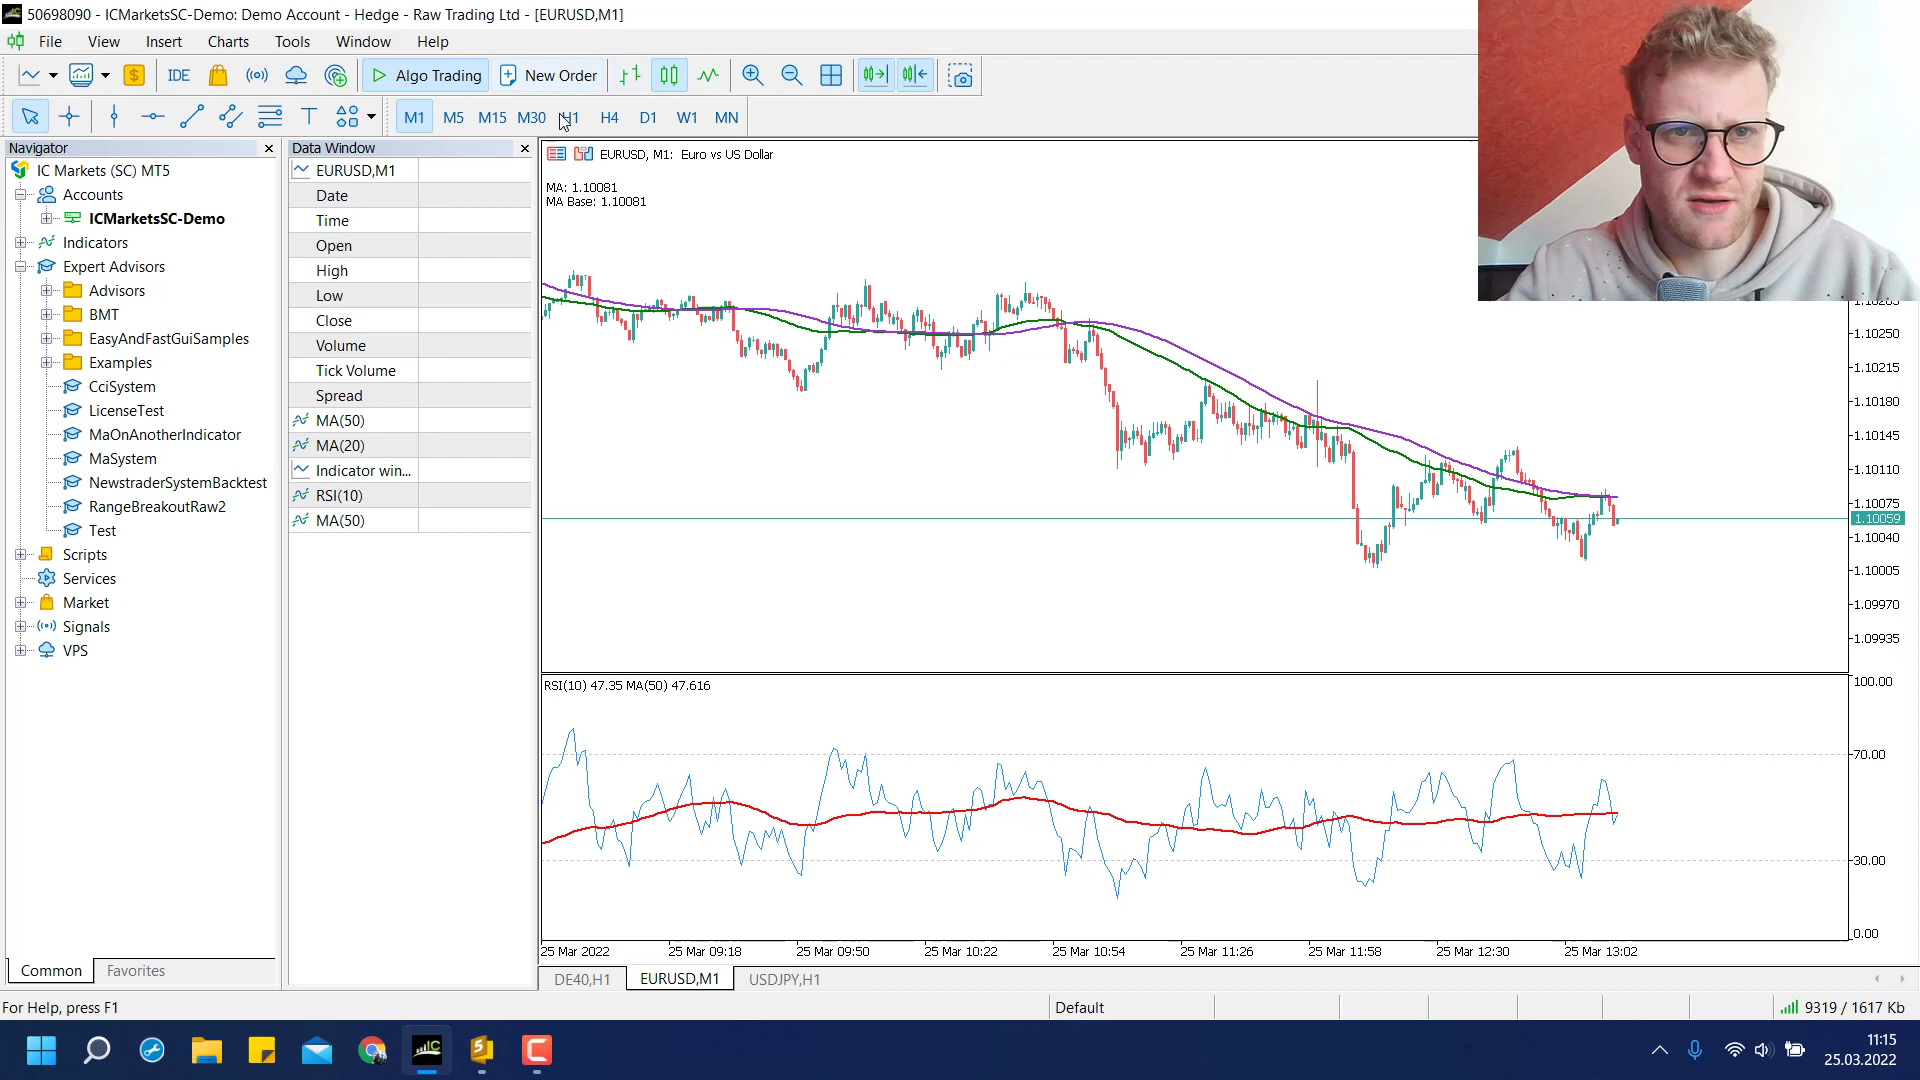 50698090 - ICMarketsSC-Demo: Demo Account - Hedge - Raw Trading Ltd - [EURUSD,M1]
File View Insert Charts Tools Window Help
IDE Algo Trading New Order
M1 M5 M15 M30 H1 H4 D1 W1 MN
Navigator
IC Markets (SC) MT5
Accounts
ICMarketsSC-Demo
Indicators
Expert Advisors
Advisors
BMT
EasyAndFastGuiSamples
Examples
CciSystem
LicenseTest
MaOnAnotherIndicator
MaSystem
NewstraderSystemBacktest
RangeBreakoutRaw2
Test
Scripts
Services
Market
Signals
VPS
Common Favorites
Data Window
EURUSD,M1
Date
Time
Open
High
Low
Close
Volume
Tick Volume
Spread
MA(50)
MA(20)
Indicator win...
RSI(10)
MA(50)
EURUSD, M1: Euro vs US Dollar
MA: 1.10081
MA Base: 1.10081
1.10285
1.10250
1.10215
1.10180
1.10145
1.10110
1.10075
1.10059
1.10040
1.10005
1.09970
1.09935
RSI(10) 47.35 MA(50) 47.616
100.00
70.00
30.00
0.00
25 Mar 2022 25 Mar 09:18 25 Mar 09:50 25 Mar 10:22 25 Mar 10:54 25 Mar 11:26 25 Mar 11:58 25 Mar 12:30 25 Mar 13:02
DE40,H1 EURUSD,M1 USDJPY,H1
For Help, press F1 Default 9319 / 1617 Kb
IC
11:15
25.03.2022